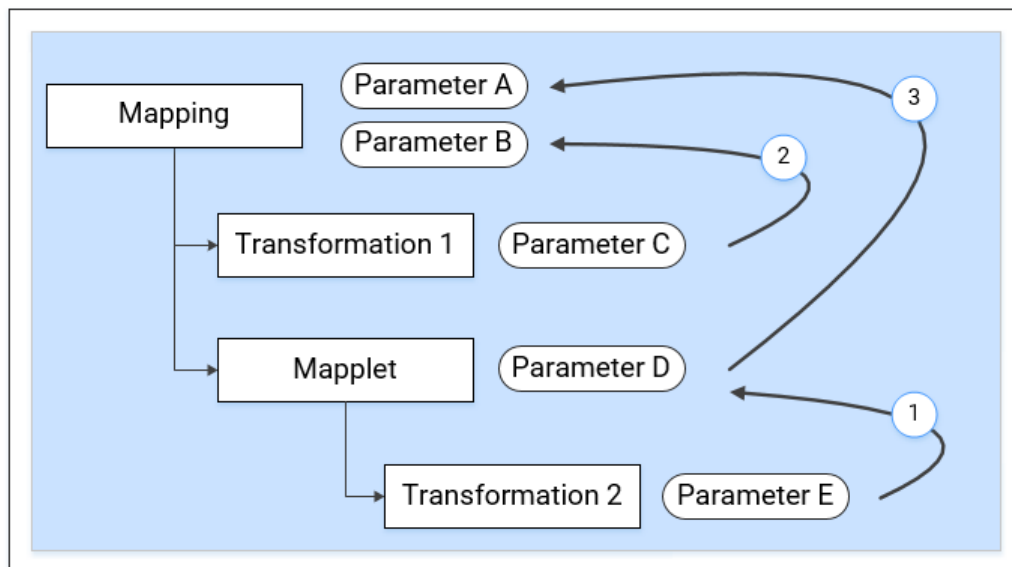 Parameter A
3
Mapping
Parameter B
2
Transformation 1
Parameter C
Mapplet
Parameter D
1
Transformation 2
Parameter E